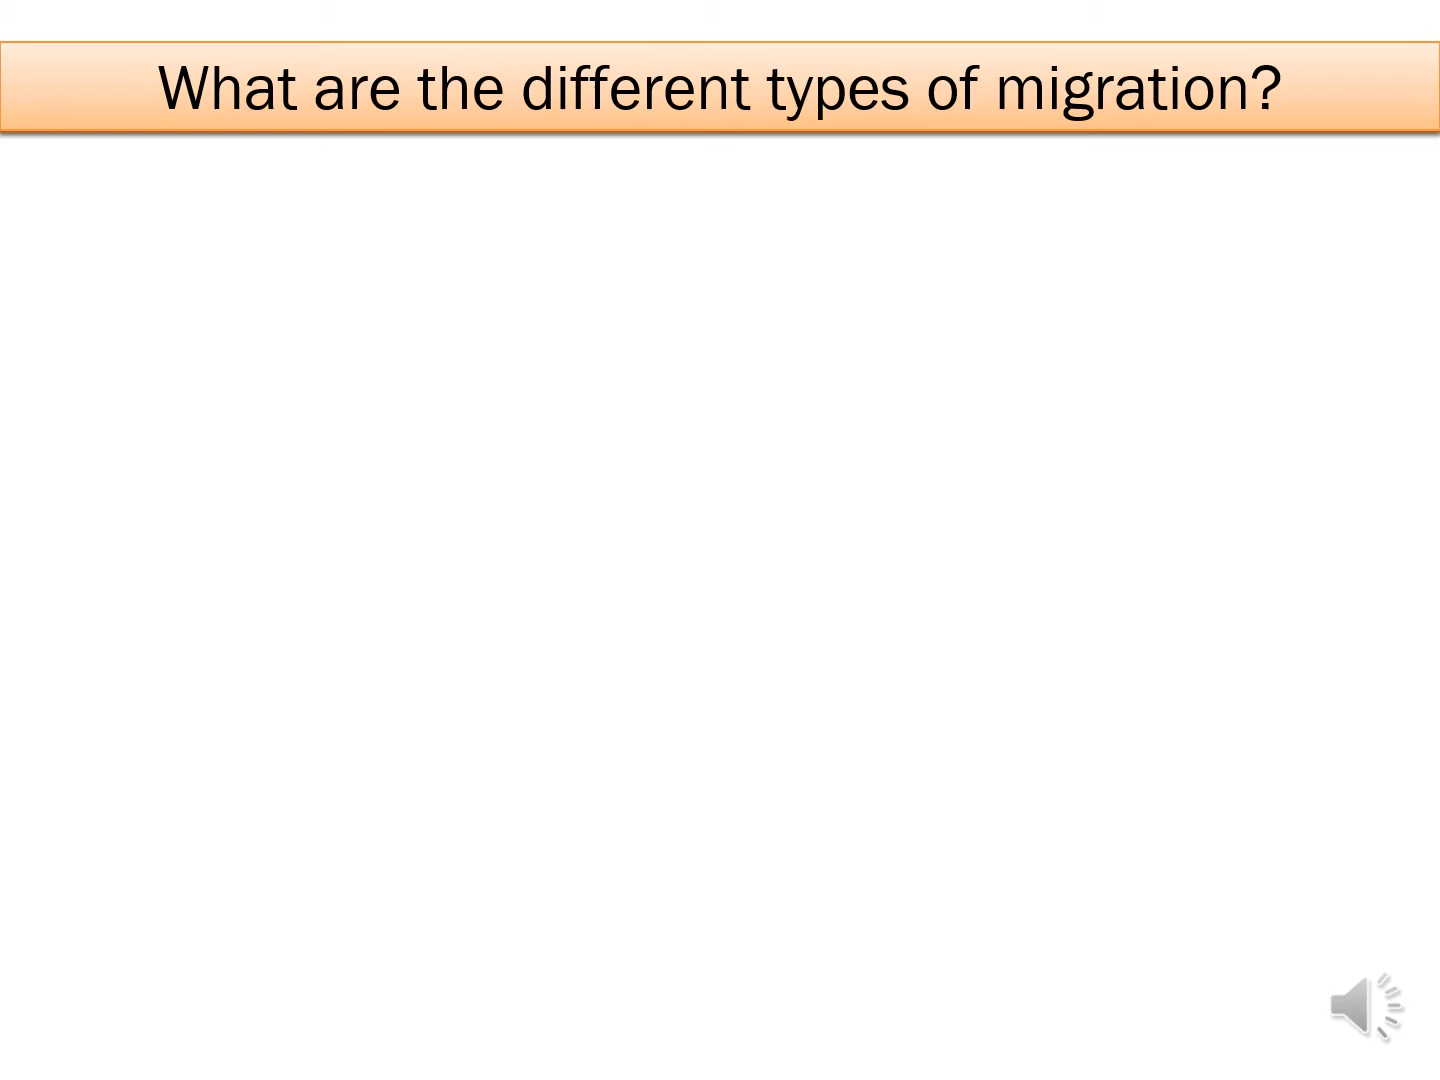 What are the different types of migration?